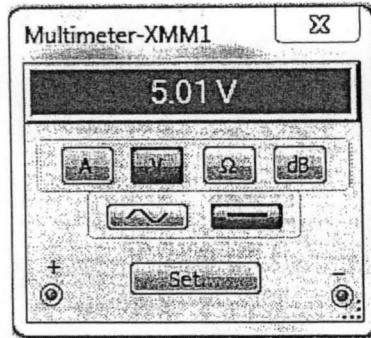 Multimeter-XMM1 X
5.01 V
A V Ω dB
Set...
+ −